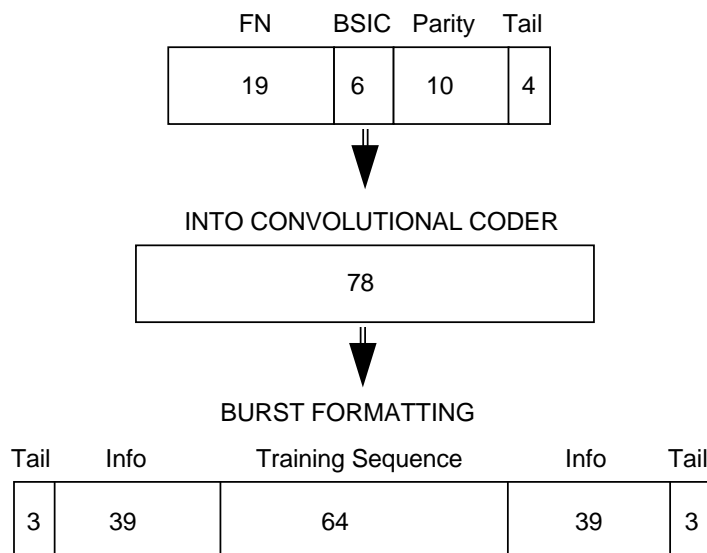 FN BSIC Parity Tail
19 6 10 4
INTO CONVOLUTIONAL CODER
78
BURST FORMATTING
Tail Info Training Sequence Info Tail
3 39 64 39 3